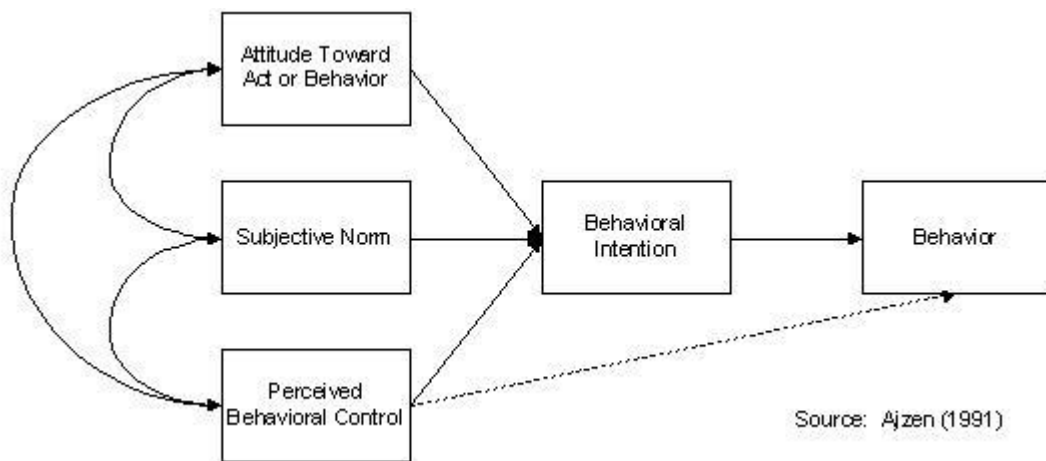 Attitude Toward
Act or Behavior
Subjective Norm
Behavioral
Intention
Behavior
Perceived
Behavioral Control
Source: Ajzen (1991)